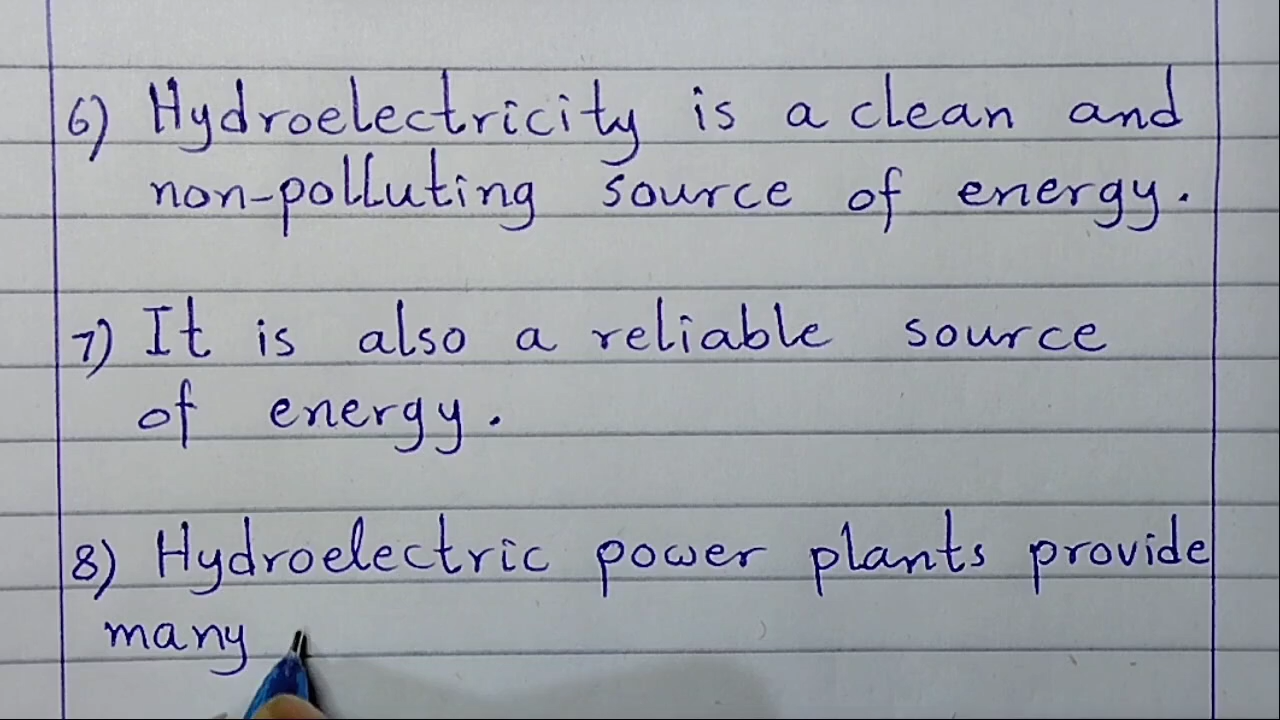 6) Hydroelectricity is a clean and
non-polluting source of energy.
7) It is also a reliable source
of energy.
8) Hydroelectric power plants provide
many